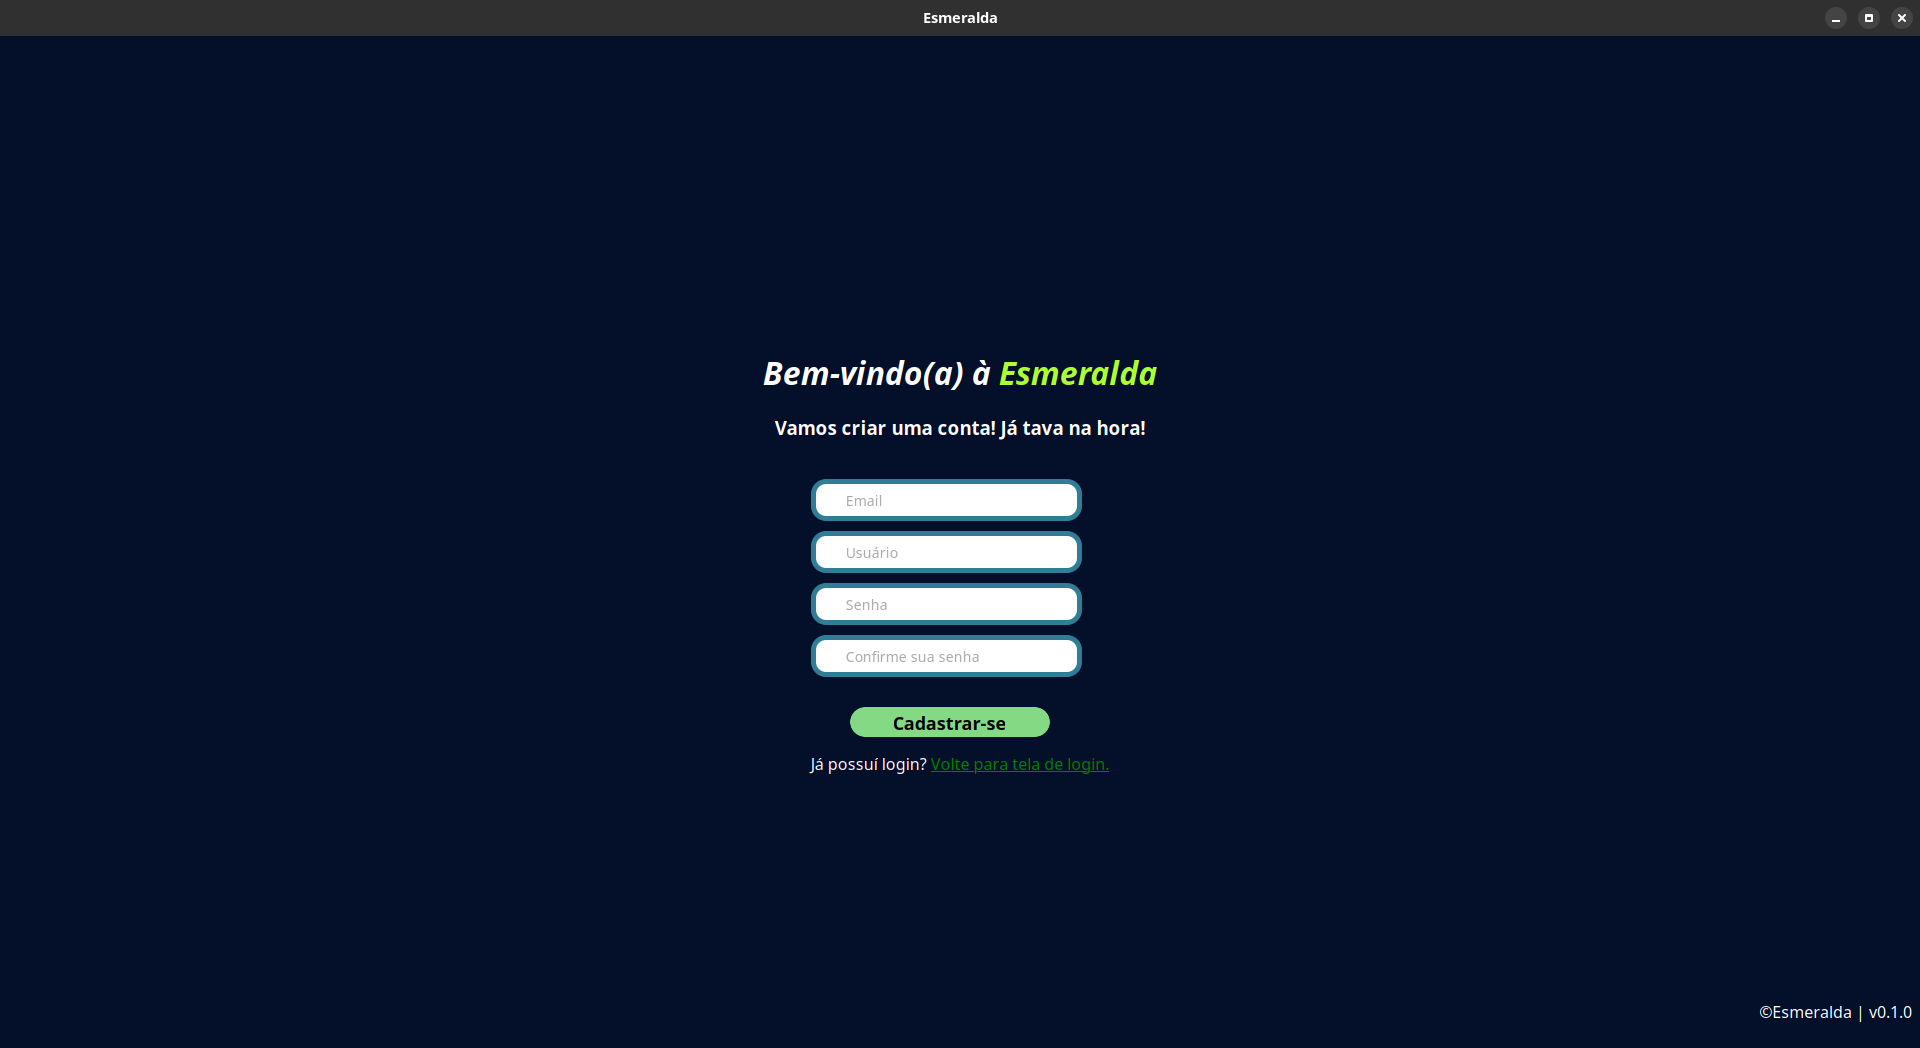 Esmeralda
Bem-vindo(a) à Esmeralda
Vamos criar uma conta! Já tava na hora!
Email
Usuário
Senha
Confirme sua senha
Cadastrar-se
Já possuí login? Volte para tela de login.
©Esmeralda | v0.1.0